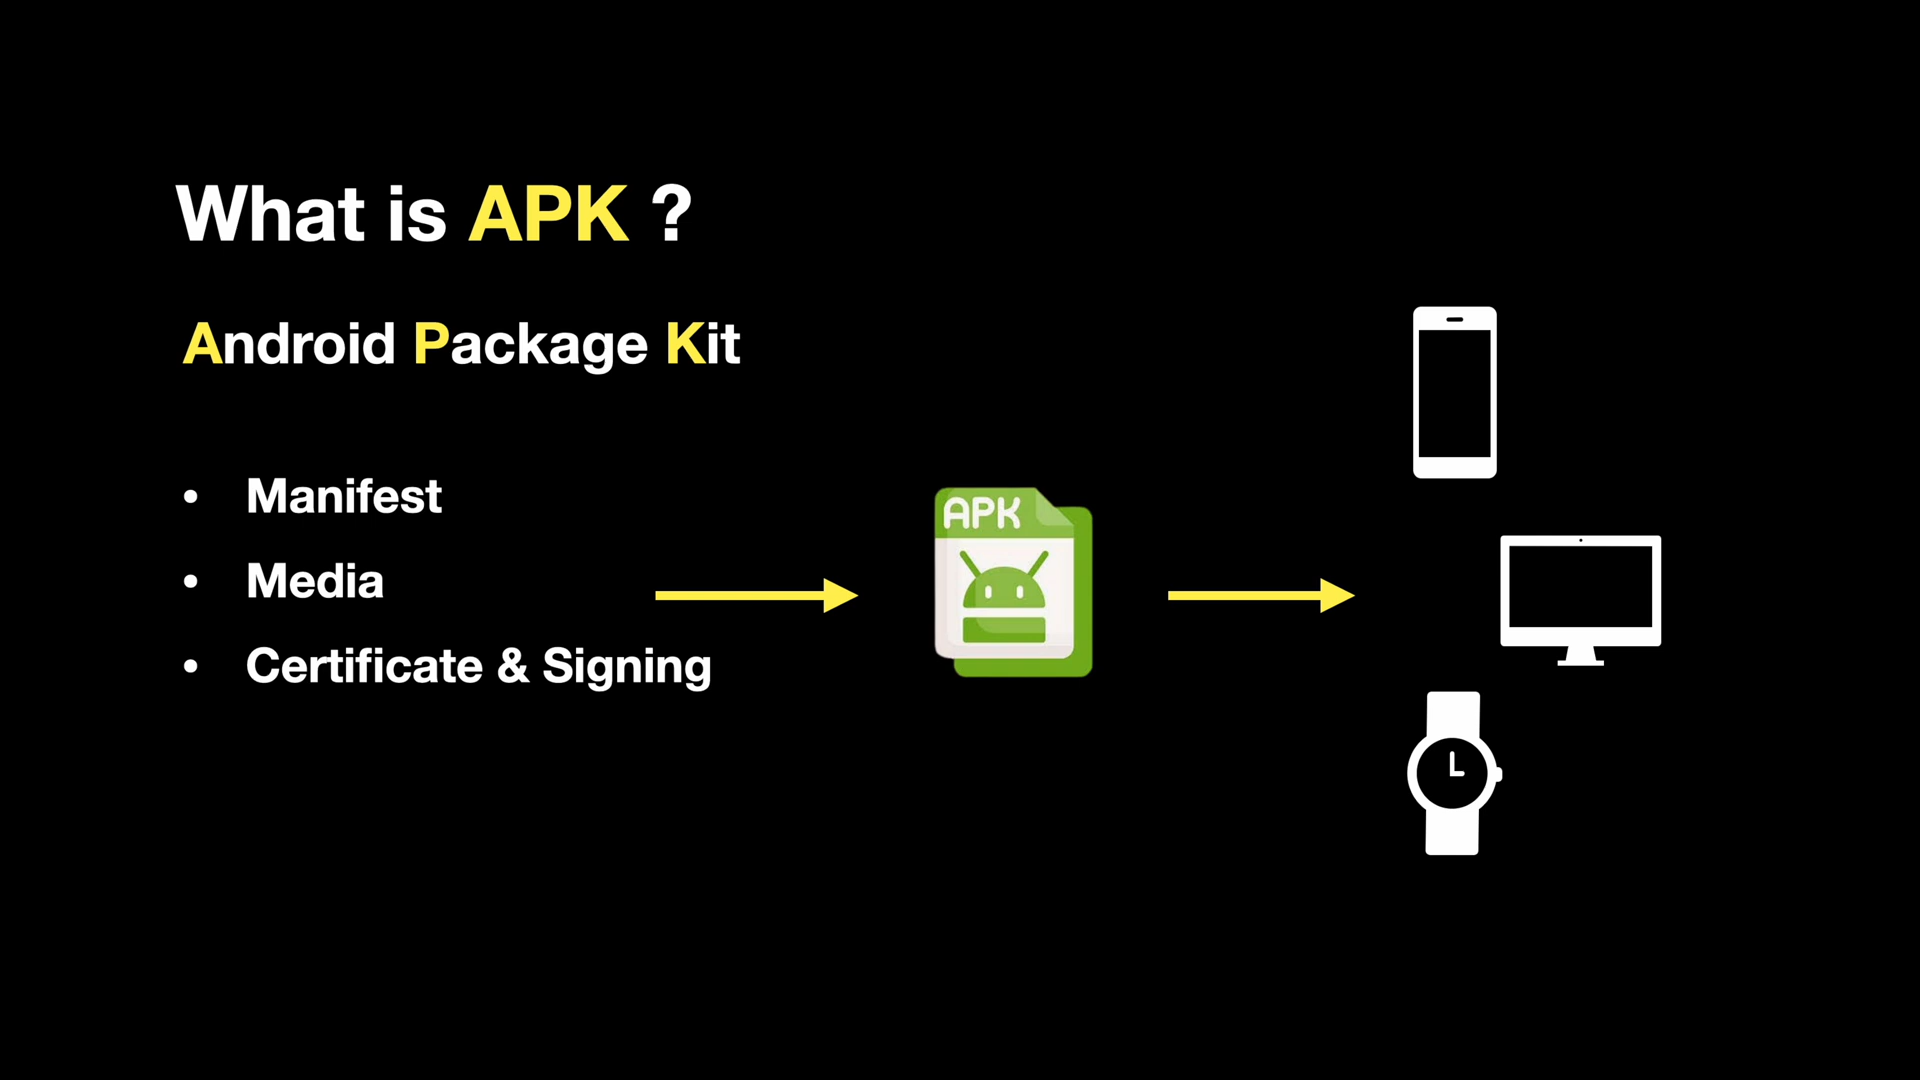 What is APK ?
Android Package Kit
• Manifest
• Media
• Certificate & Signing
APK